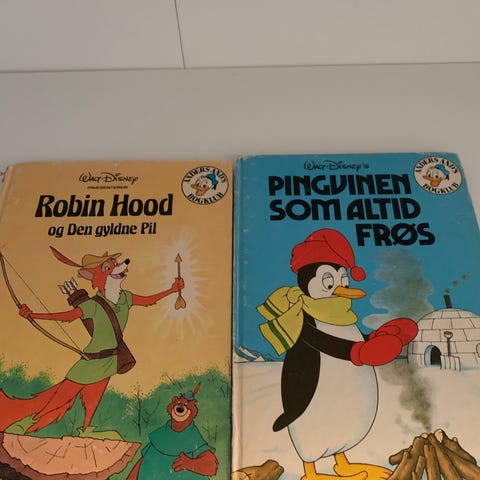 Walt Disney
PRÆSENTERER
Robin Hood
og Den gyldne Pil
ANDERS AND'S
BOGKLUB
Walt Disney's
PINGVINEN
SOM ALTID
FRØS
ANDERS AND'S
BOGKLUB